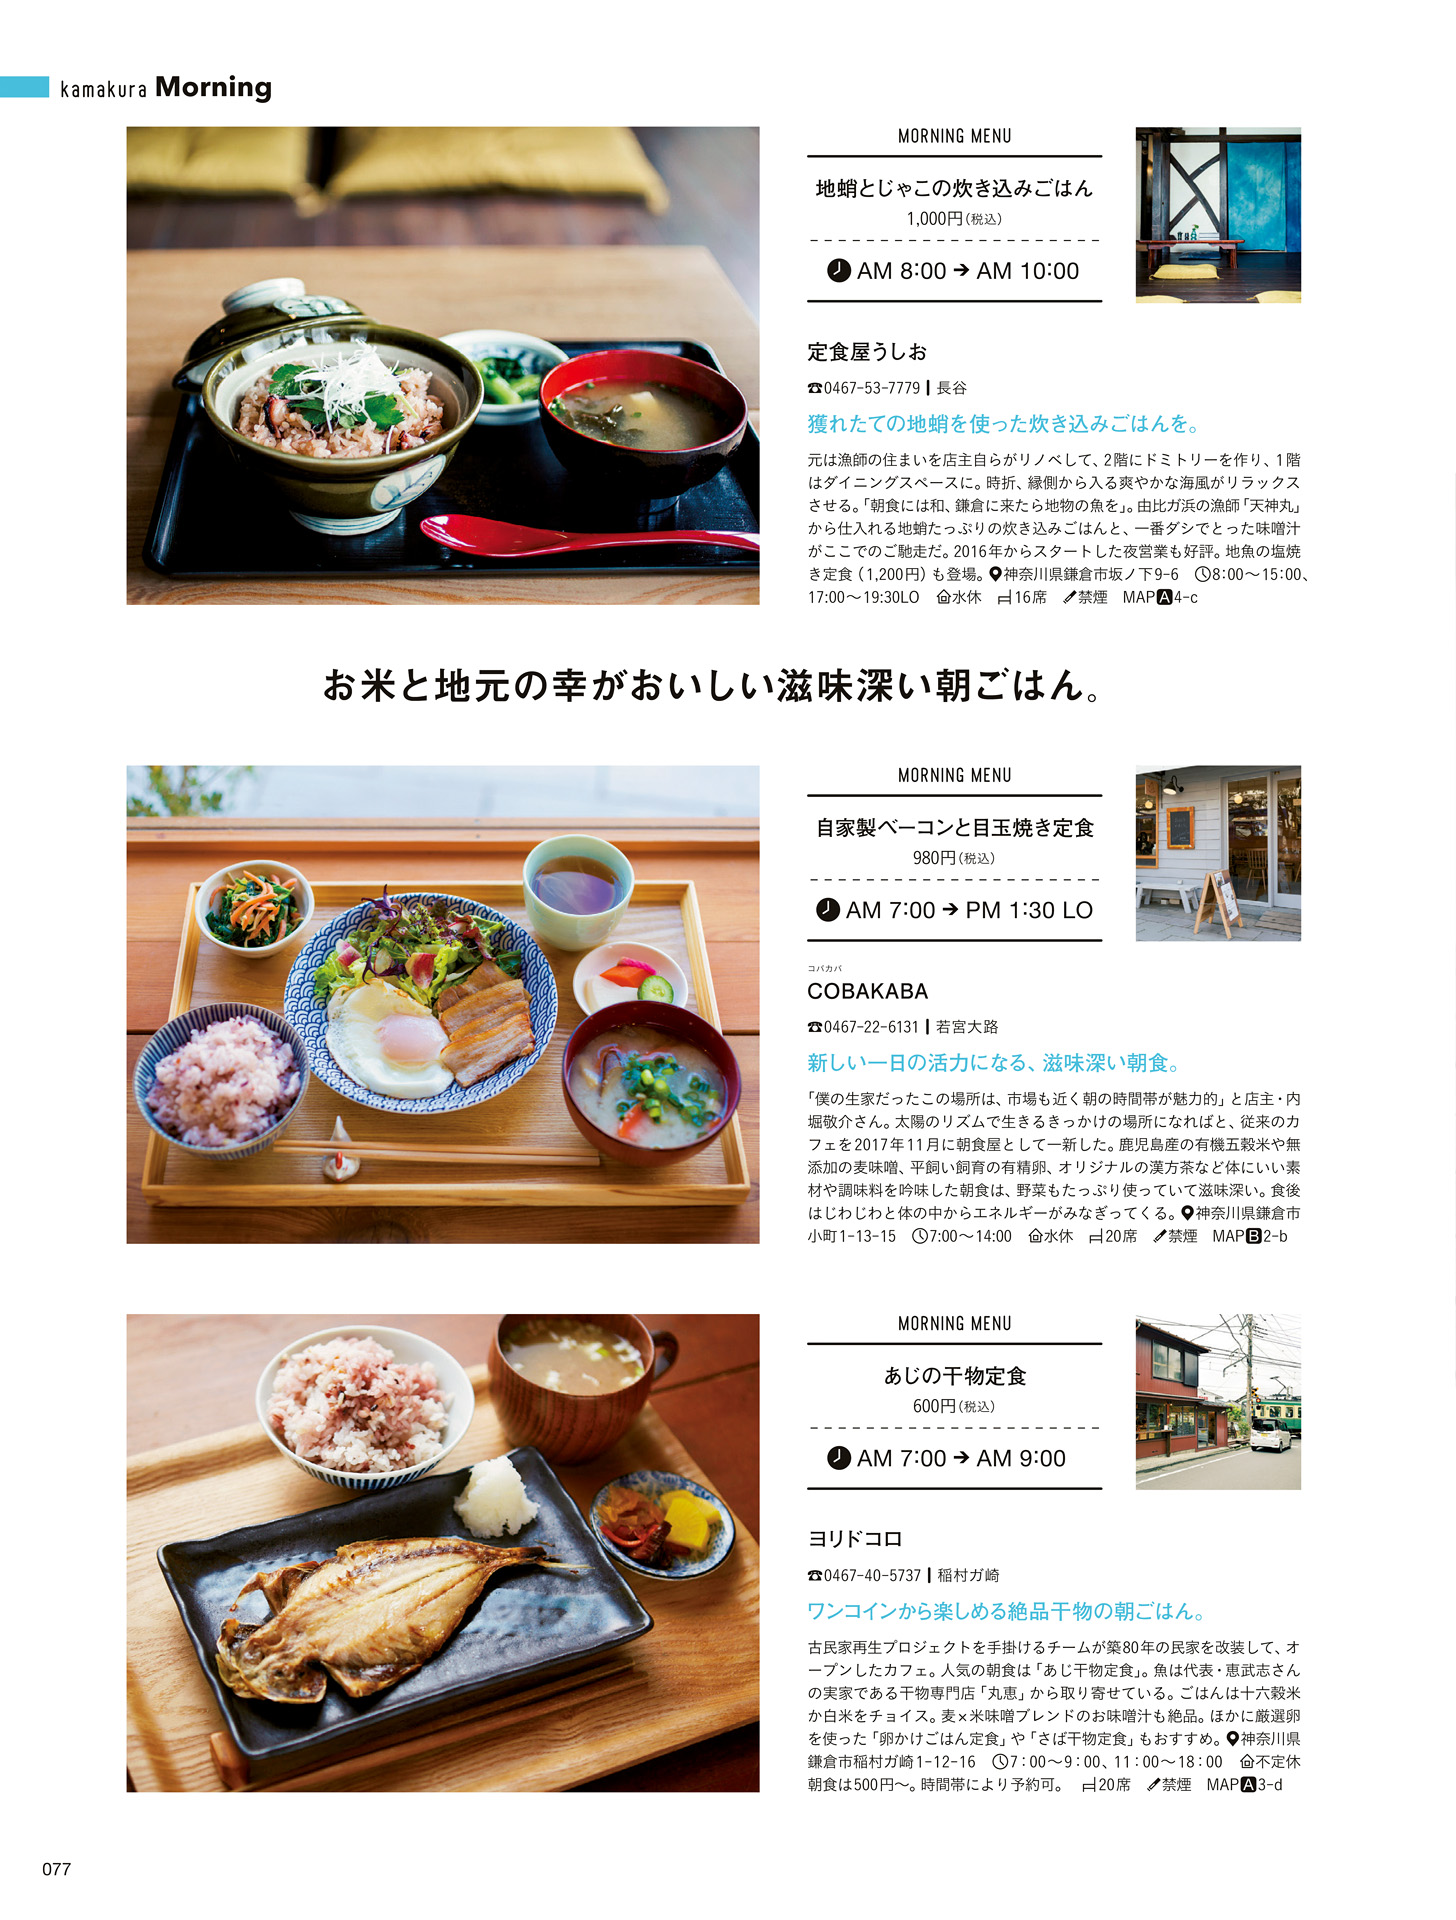 kamakura Morning
MORNING MENU
地蛸とじゃこの炊き込みごはん
1,000円(税込)
AM 8:00 → AM 10:00
定食屋うしお
☎0467-53-7779 | 長谷
獲れたての地蛸を使った炊き込みごはんを。
元は漁師の住まいを店主自らがリノベして、2階にドミトリーを作り、1階
はダイニングスペースに。時折、縁側から入る爽やかな海風がリラックス
させる。「朝食には和、鎌倉に来たら地物の魚を」。由比ガ浜の漁師「天神丸」
から仕入れる地蛸たっぷりの炊き込みごはんと、一番ダシでとった味噌汁
がここでのご馳走だ。2016年からスタートした夜営業も好評。地魚の塩焼
き定食（1,200円）も登場。神奈川県鎌倉市坂ノ下9-6 8:00〜15:00、
17:00〜19:30LO 水休 16席 禁煙 MAP A 4-c
お米と地元の幸がおいしい滋味深い朝ごはん。
MORNING MENU
自家製ベーコンと目玉焼き定食
980円(税込)
AM 7:00 → PM 1:30 LO
コバカバ
COBAKABA
☎0467-22-6131 | 若宮大路
新しい一日の活力になる、滋味深い朝食。
「僕の生家だったこの場所は、市場も近く朝の時間帯が魅力的」と店主・内
堀敬介さん。太陽のリズムで生きるきっかけの場所になればと、従来のカ
フェを2017年11月に朝食屋として一新した。鹿児島産の有機五穀米や無
添加の麦味噌、平飼い飼育の有精卵、オリジナルの漢方茶など体にいい素
材や調味料を吟味した朝食は、野菜もたっぷり使っていて滋味深い。食後
はじわじわと体の中からエネルギーがみなぎってくる。神奈川県鎌倉市
小町1-13-15 7:00〜14:00 水休 20席 禁煙 MAP B 2-b
MORNING MENU
あじの干物定食
600円(税込)
AM 7:00 → AM 9:00
ヨリドコロ
☎0467-40-5737 | 稲村ガ崎
ワンコインから楽しめる絶品干物の朝ごはん。
古民家再生プロジェクトを手掛けるチームが築80年の民家を改装して、オ
ープンしたカフェ。人気の朝食は「あじ干物定食」。魚は代表・恵武志さん
の実家である干物専門店「丸恵」から取り寄せている。ごはんは十六穀米
か白米をチョイス。麦×米味噌ブレンドのお味噌汁も絶品。ほかに厳選卵
を使った「卵かけごはん定食」や「さば干物定食」もおすすめ。神奈川県
鎌倉市稲村ガ崎1-12-16 7：00〜9：00、11：00〜18：00 不定休
朝食は500円〜。時間帯により予約可。 20席 禁煙 MAP A 3-d
077